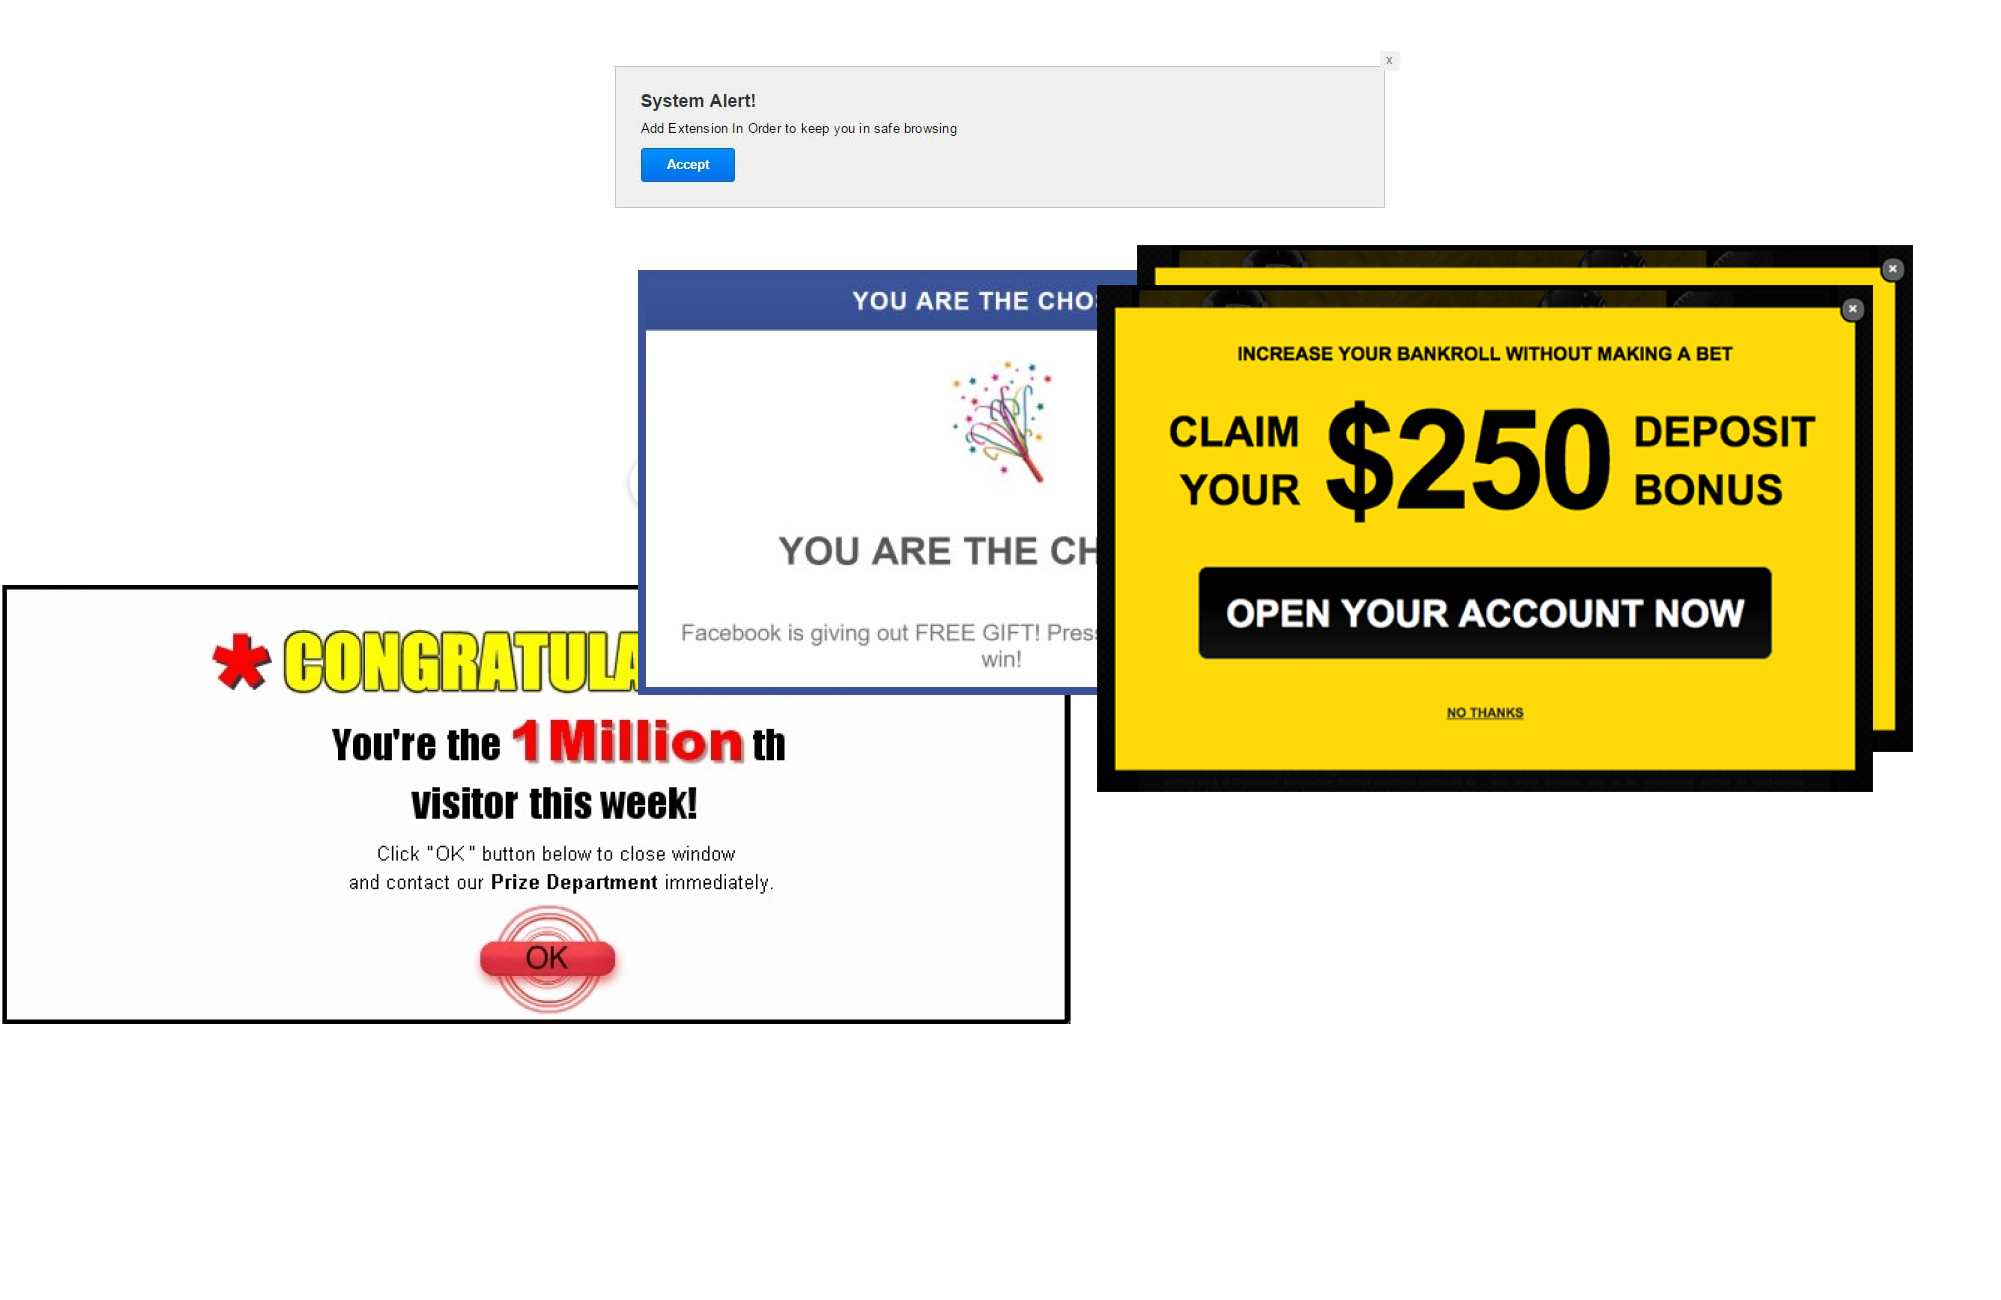 x
System Alert!
Add Extension In Order to keep you in safe browsing
Accept
YOU ARE THE CHO
YOU ARE THE CH
Facebook is giving out FREE GIFT! Press
win!
INCREASE YOUR BANKROLL WITHOUT MAKING A BET
CLAIM YOUR $250 DEPOSIT BONUS
OPEN YOUR ACCOUNT NOW
NO THANKS
* CONGRATULA
You're the 1 Million th
visitor this week!
Click "OK" button below to close window
and contact our Prize Department immediately.
OK